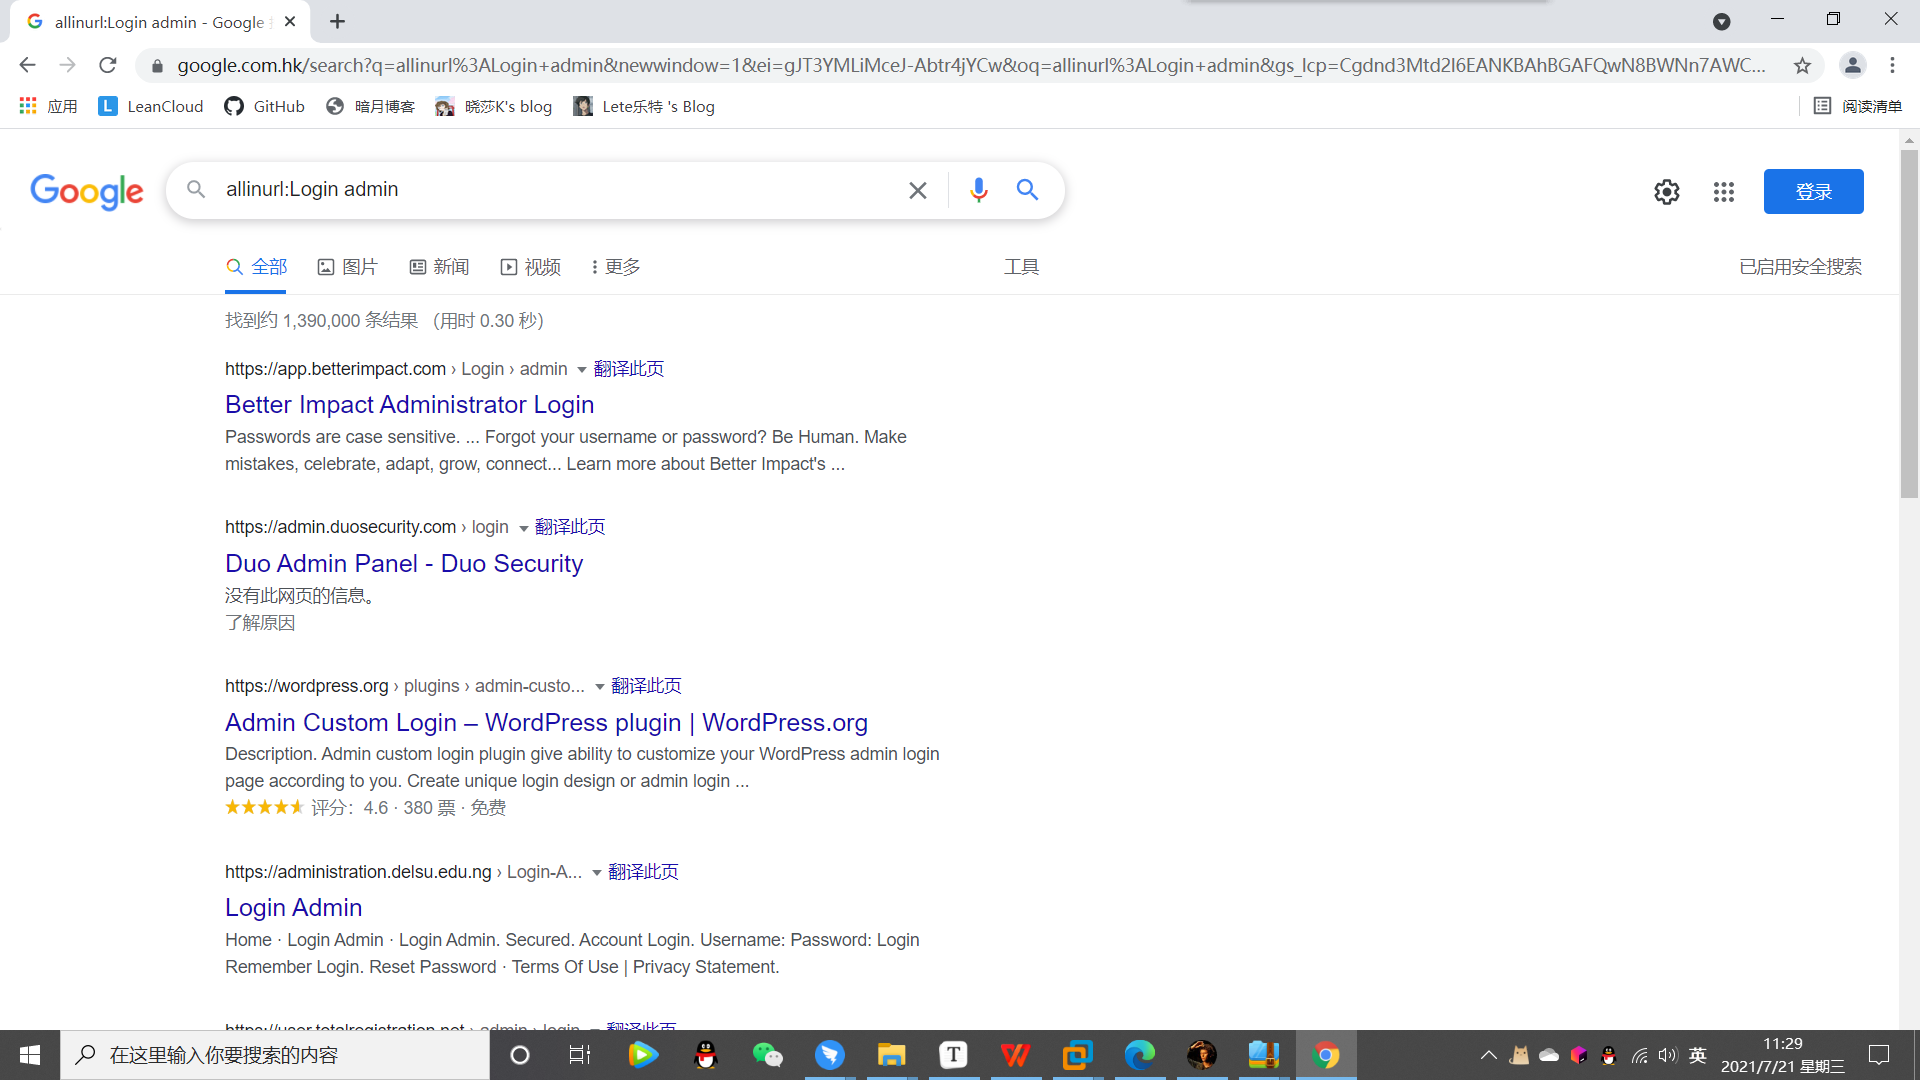 allinurl:Login admin - Google
google.com.hk/search?q=allinurl%3ALogin+admin&newwindow=1&ei=gJT3YMLiMceJ-Abtr4jYCw&oq=allinurl%3ALogin+admin&gs_lcp=Cgdnd3Mtd2l6EANKBAhBGAFQwN8BWNn7AWC...
应用 LeanCloud GitHub 暗月博客 晓莎K's blog Lete乐特 's Blog 阅读清单
Google allinurl:Login admin 登录
全部 图片 新闻 视频 更多 工具 已启用安全搜索
找到约 1,390,000 条结果 （用时 0.30 秒）
https://app.betterimpact.com › Login › admin 翻译此页
Better Impact Administrator Login
Passwords are case sensitive. ... Forgot your username or password? Be Human. Make
mistakes, celebrate, adapt, grow, connect... Learn more about Better Impact's ...
https://admin.duosecurity.com › login 翻译此页
Duo Admin Panel - Duo Security
没有此网页的信息。
了解原因
https://wordpress.org › plugins › admin-custo... 翻译此页
Admin Custom Login – WordPress plugin | WordPress.org
Description. Admin custom login plugin give ability to customize your WordPress admin login
page according to you. Create unique login design or admin login ...
评分：4.6 · 380 票 · 免费
https://administration.delsu.edu.ng › Login-A... 翻译此页
Login Admin
Home · Login Admin · Login Admin. Secured. Account Login. Username: Password: Login
Remember Login. Reset Password · Terms Of Use | Privacy Statement.
https://user.totalregistration.net › admin › login 翻译此页
在这里输入你要搜索的内容 英 11:29
2021/7/21 星期三